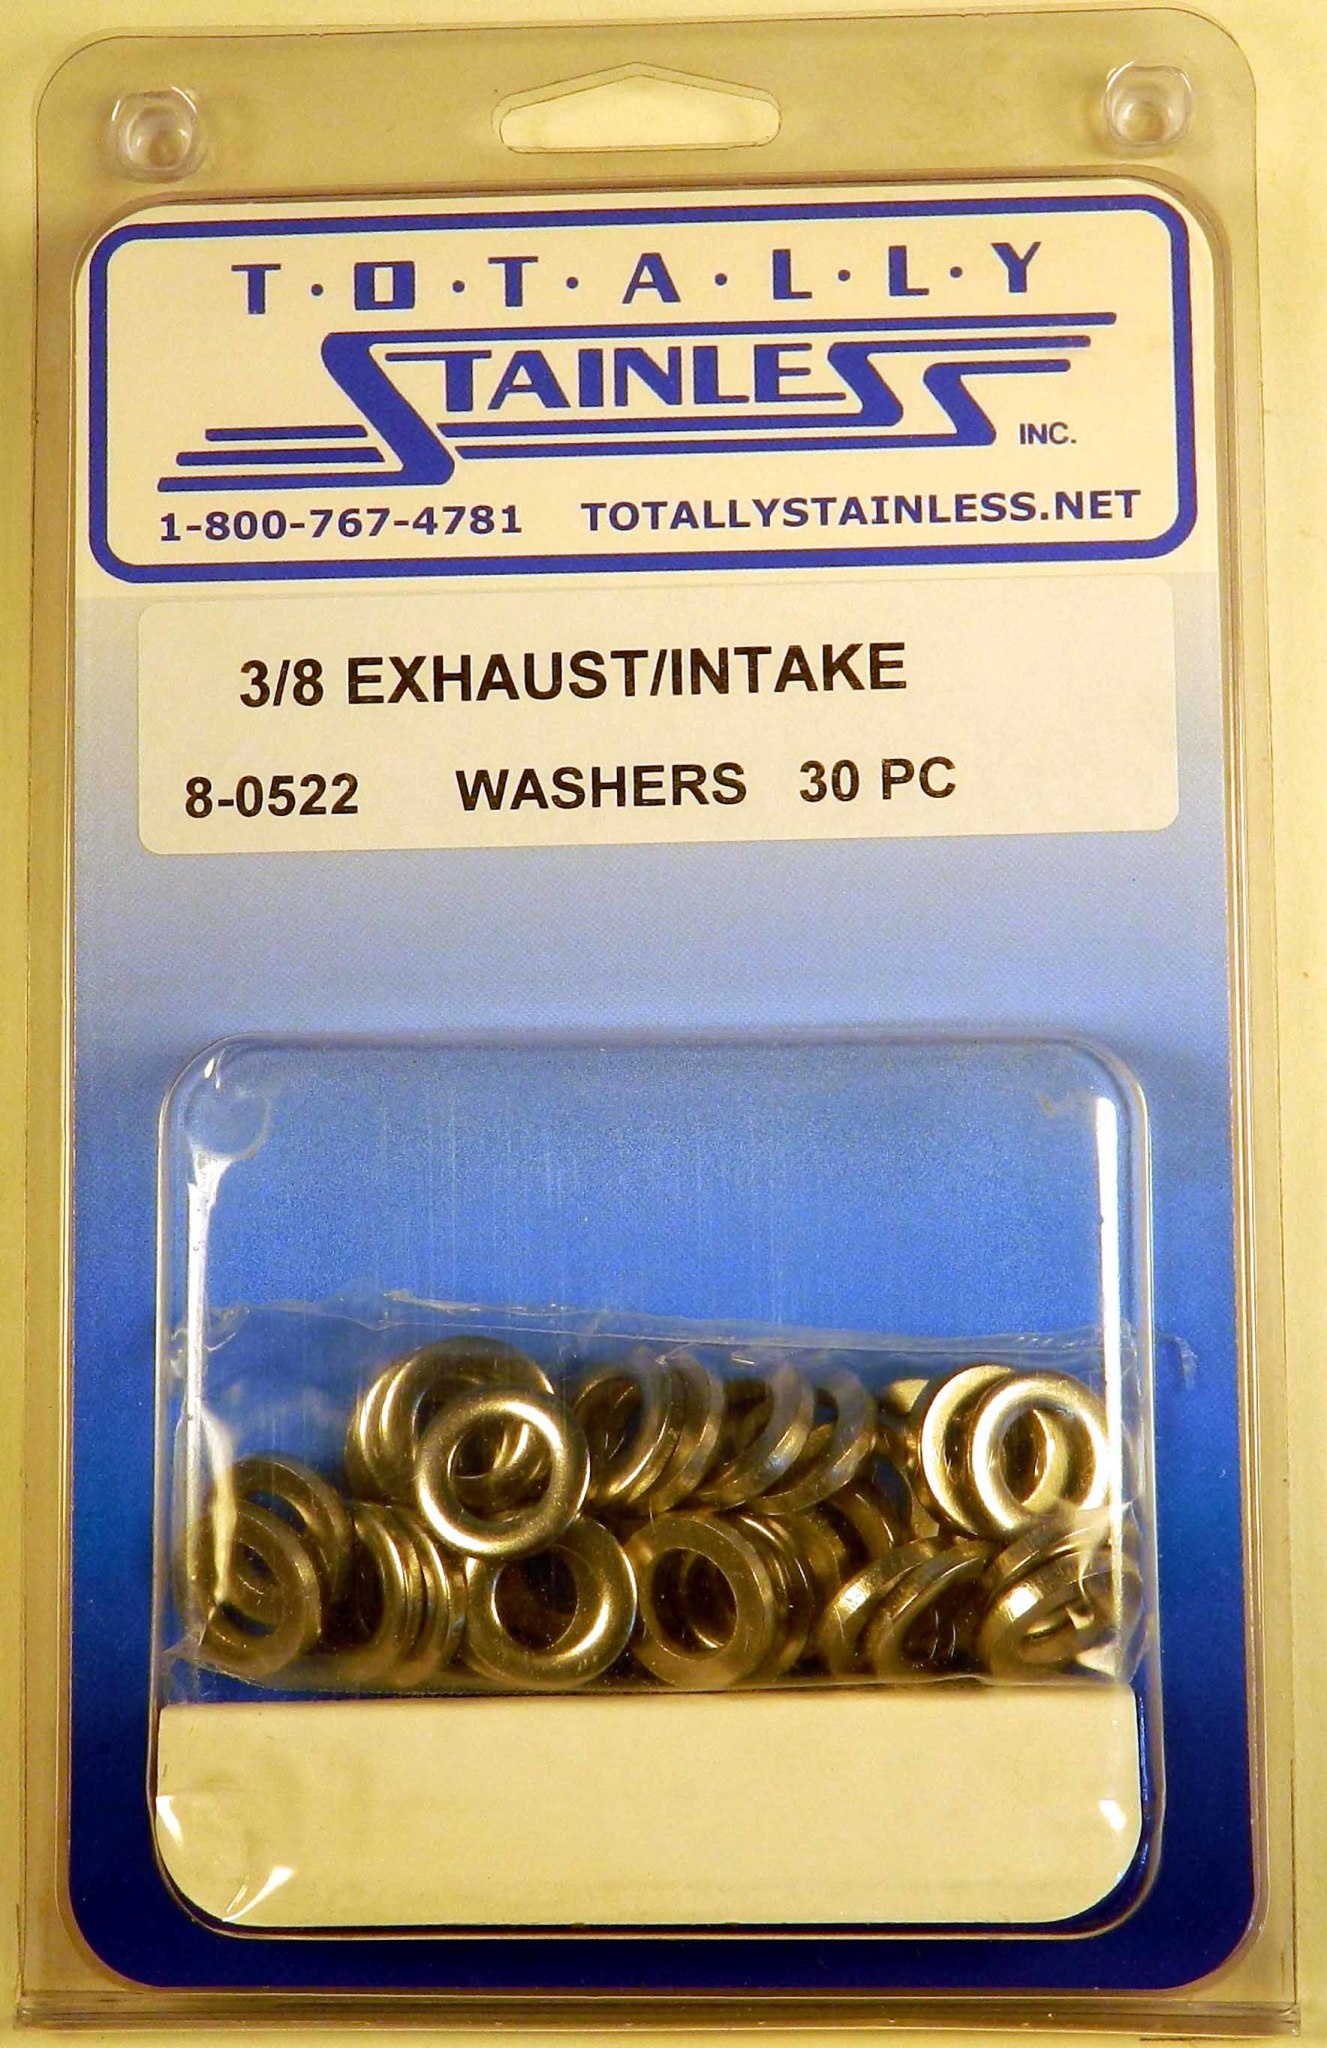 T·O·T·A·L·L·Y
STAINLESS INC.
1-800-767-4781 TOTALLYSTAINLESS.NET
3/8 EXHAUST/INTAKE
8-0522 WASHERS 30 PC